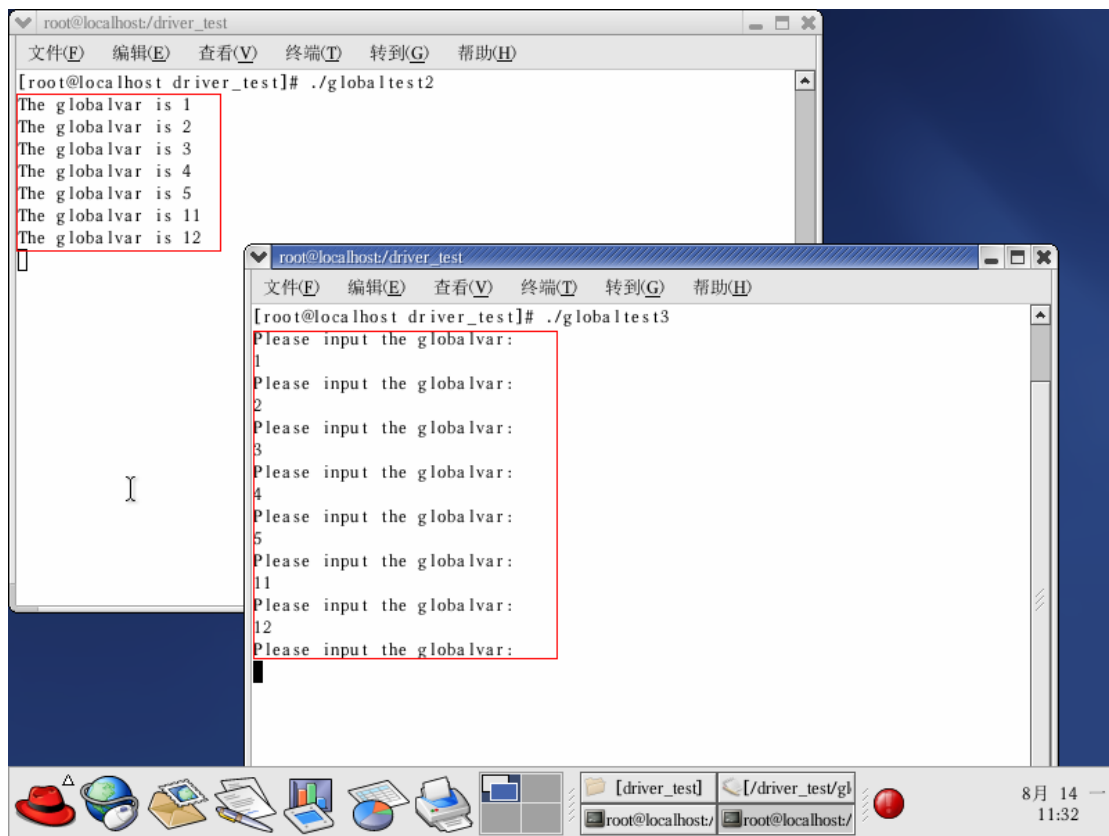 root@localhost:/driver_test
文件(F) 编辑(E) 查看(V) 终端(T) 转到(G) 帮助(H)
[root@localhost driver_test]# ./globaltest2
The globalvar is 1
The globalvar is 2
The globalvar is 3
The globalvar is 4
The globalvar is 5
The globalvar is 11
The globalvar is 12
root@localhost:/driver_test
文件(F) 编辑(E) 查看(V) 终端(T) 转到(G) 帮助(H)
[root@localhost driver_test]# ./globaltest3
Please input the globalvar:
1
Please input the globalvar:
2
Please input the globalvar:
3
Please input the globalvar:
4
Please input the globalvar:
5
Please input the globalvar:
11
Please input the globalvar:
12
Please input the globalvar:
[driver_test] [/driver_test/gl
root@localhost:/ root@localhost:/
8月 14 一
11:32